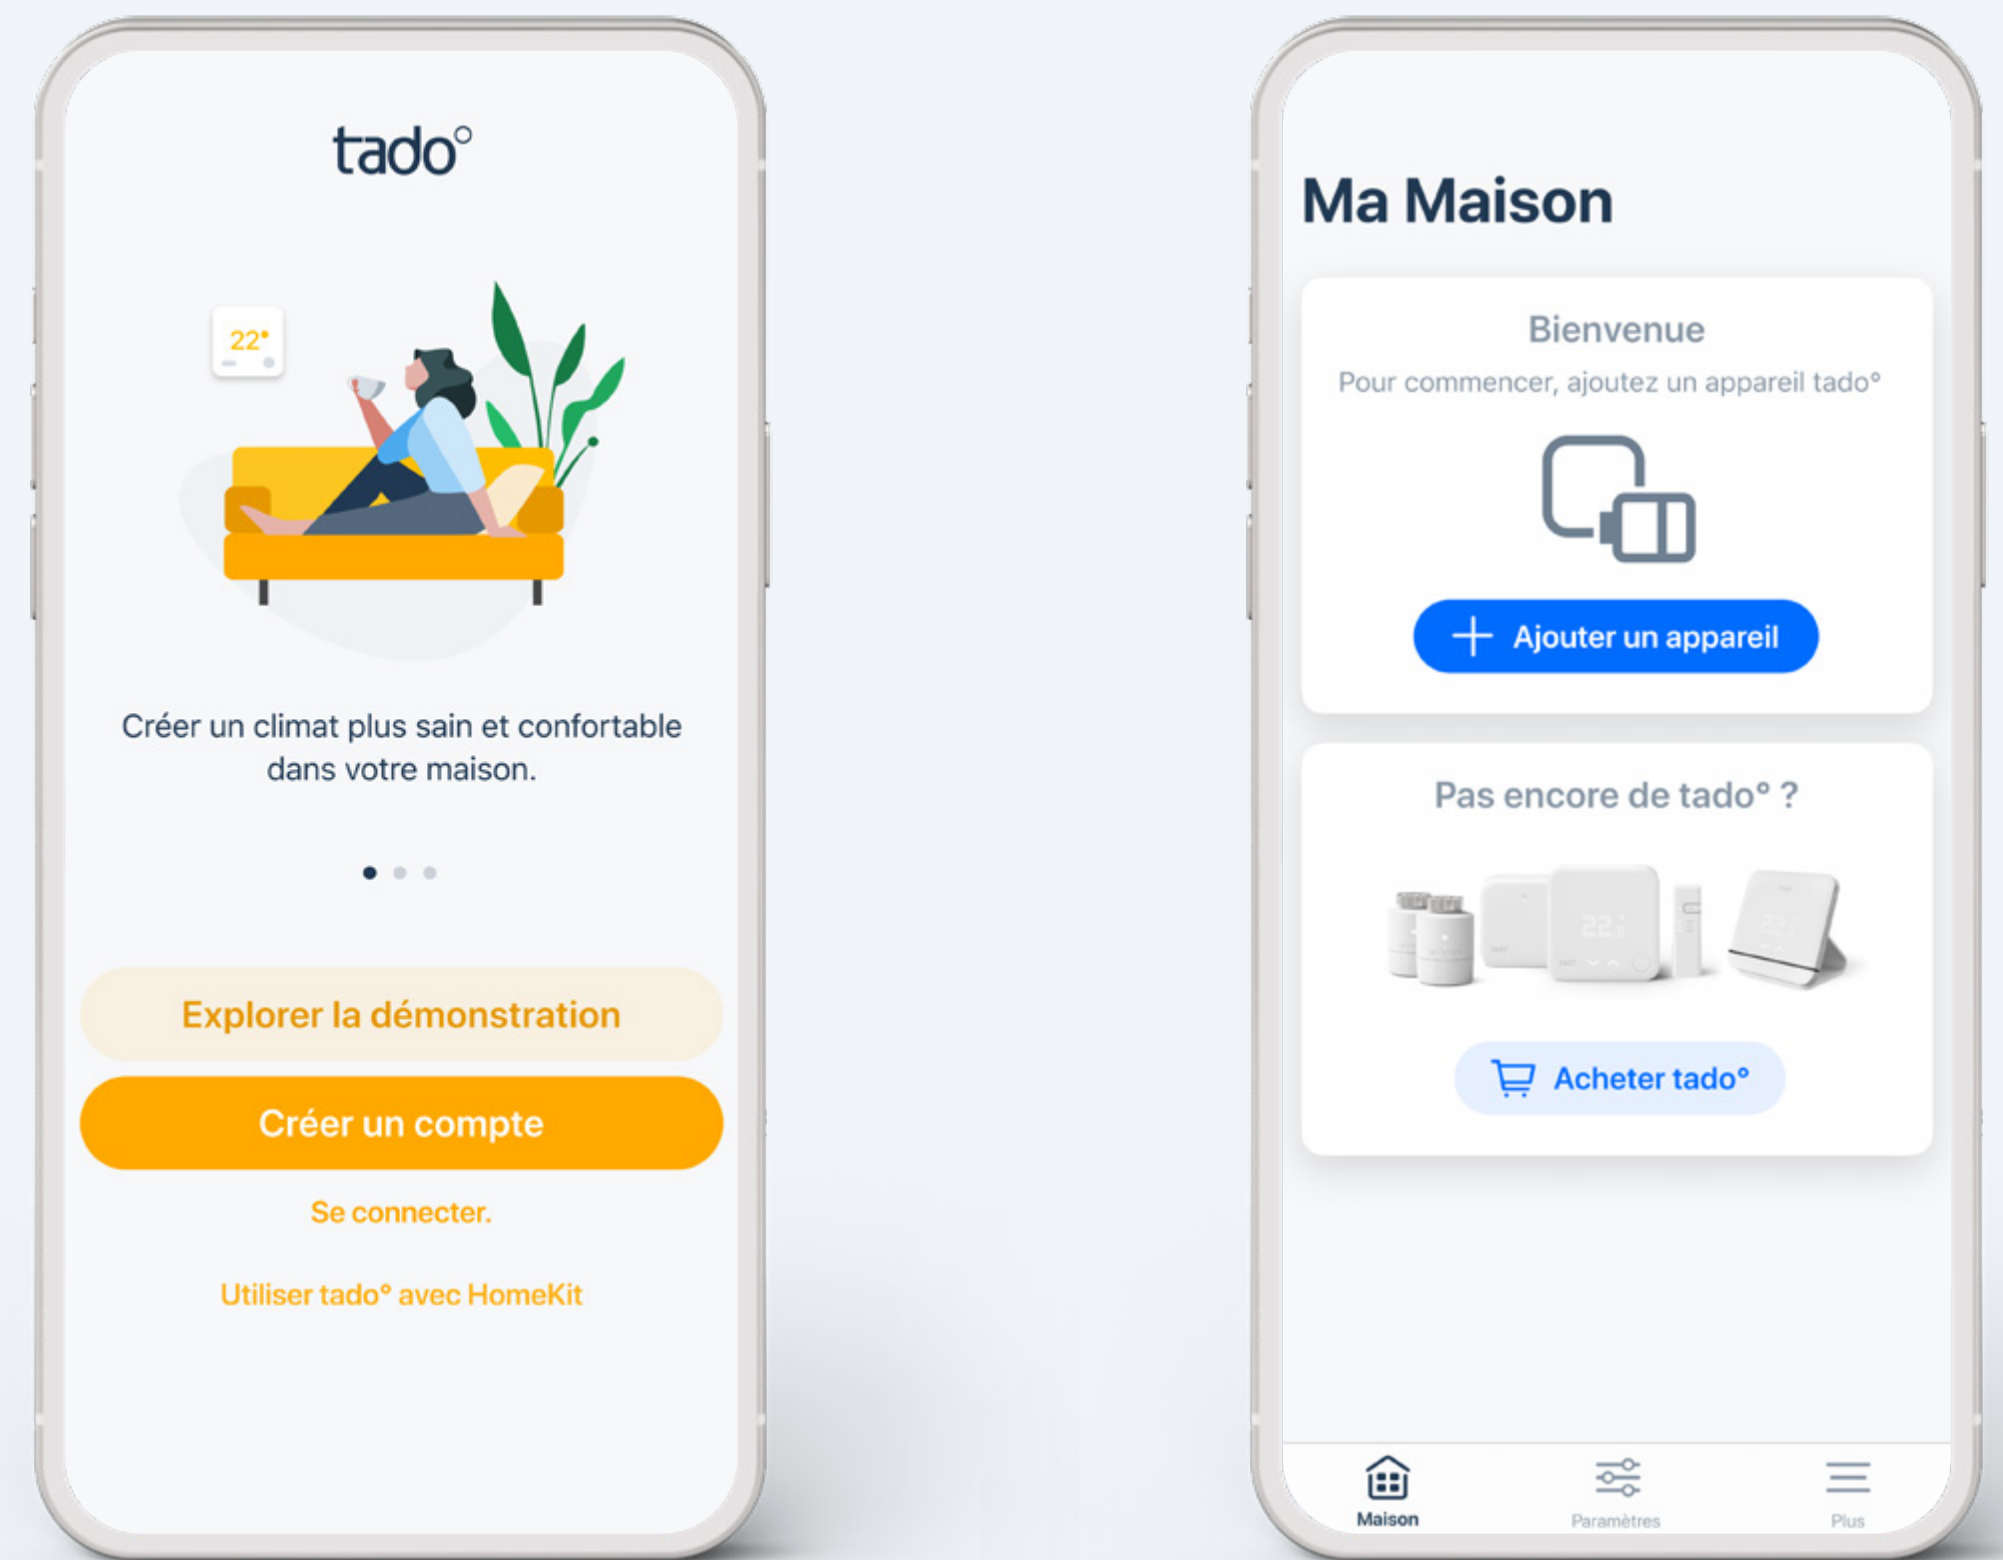 tado°
22°
Créer un climat plus sain et confortable
dans votre maison.
Explorer la démonstration
Créer un compte
Se connecter.
Utiliser tado° avec HomeKit
Ma Maison
Bienvenue
Pour commencer, ajoutez un appareil tado°
Ajouter un appareil
Pas encore de tado° ?
Acheter tado°
Maison
Paramètres
Plus